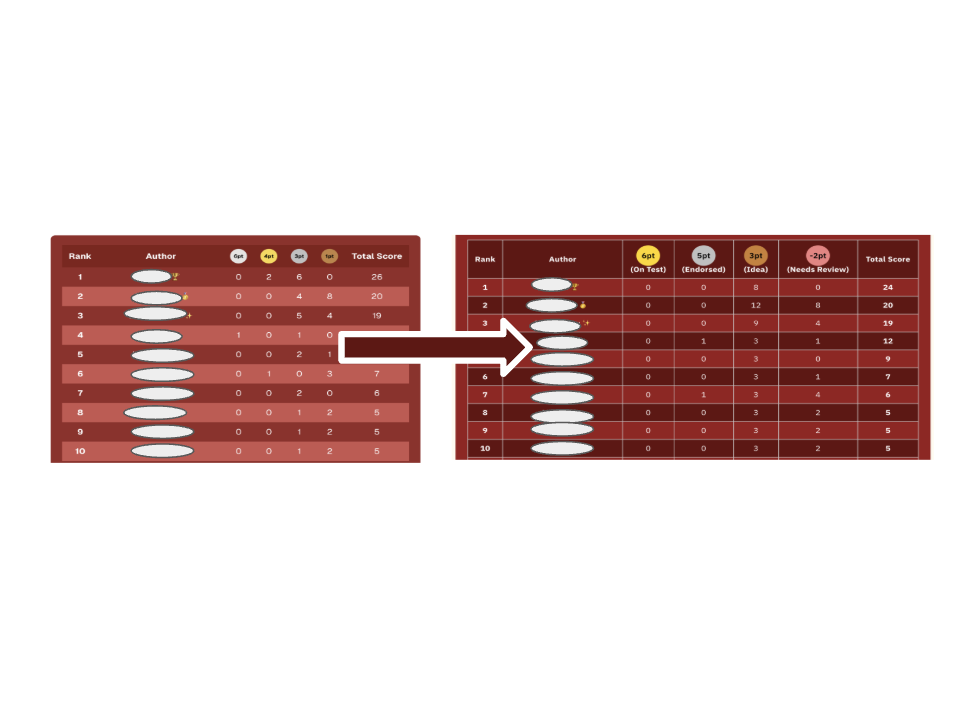 Rank Author 6pt 4pt 3pt 1pt Total Score
1 0 2 6 0 26
2 0 0 4 8 20
3 0 0 5 4 19
4 1 0 1 0
5 0 0 2 1
6 0 1 0 3 7
7 0 0 2 0 6
8 0 0 1 2 5
9 0 0 1 2 5
10 0 0 1 2 5
Rank Author 6pt (On Test) 5pt (Endorsed) 3pt (Idea) -2pt (Needs Review) Total Score
1 0 0 8 0 24
2 0 0 12 8 20
3 0 0 9 4 19
0 1 3 1 12
0 0 3 0 9
6 0 0 3 1 7
7 0 1 3 4 6
8 0 0 3 2 5
9 0 0 3 2 5
10 0 0 3 2 5